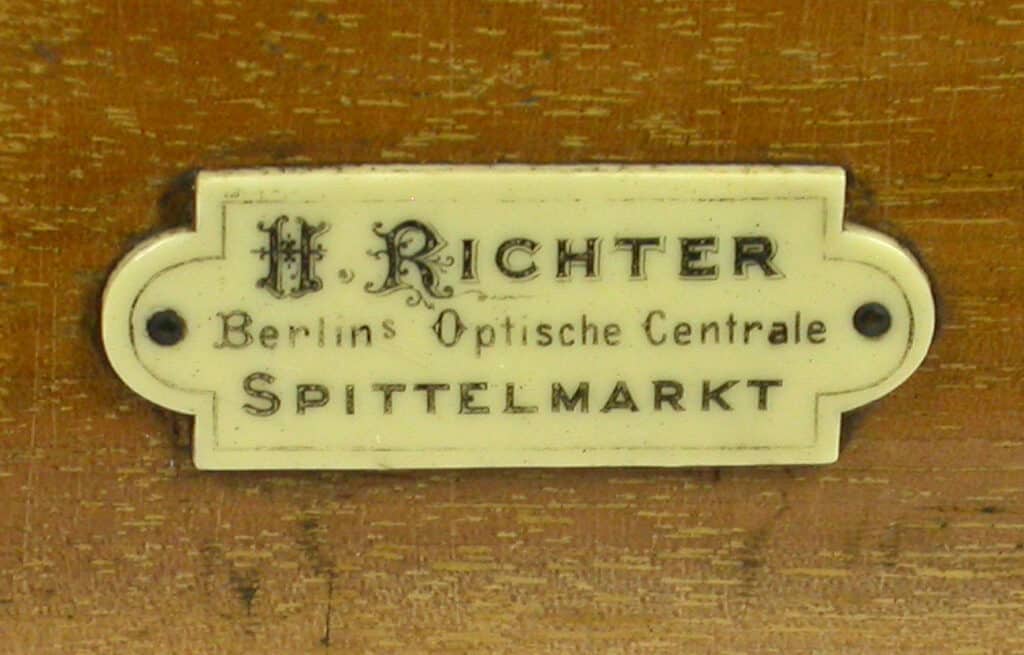 H. RICHTER
Berlins Optische Centrale
SPITTELMARKT